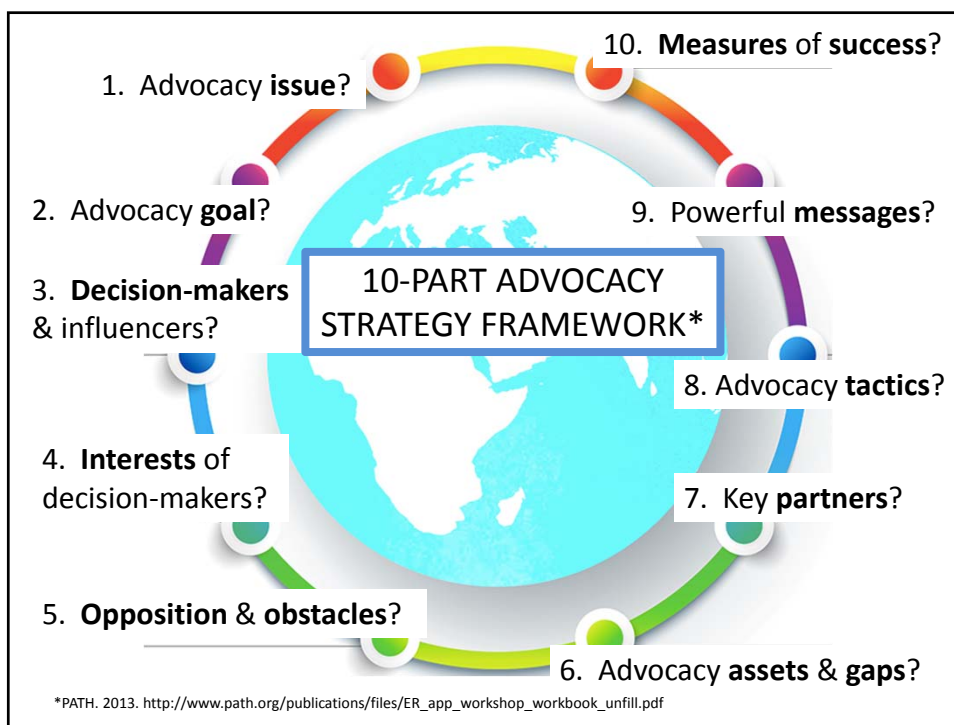 10-PART ADVOCACY
STRATEGY FRAMEWORK*
1. Advocacy issue?
2. Advocacy goal?
3. Decision-makers
& influencers?
4. Interests of
decision-makers?
5. Opposition & obstacles?
6. Advocacy assets & gaps?
7. Key partners?
8. Advocacy tactics?
9. Powerful messages?
10. Measures of success?
*PATH. 2013. http://www.path.org/publications/files/ER_app_workshop_workbook_unfill.pdf